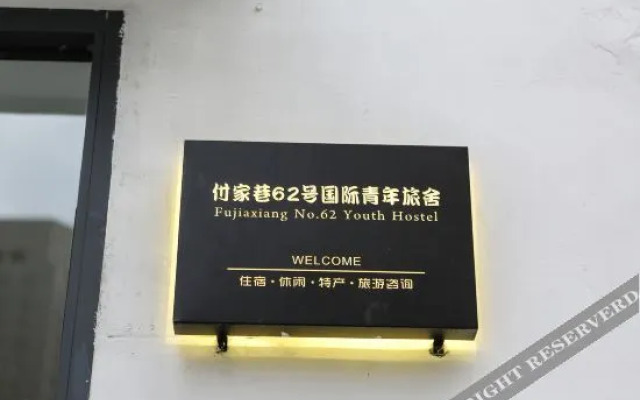 付家巷62号国际青年旅舍
Fujiaxiang No.62 Youth Hostel
WELCOME
住宿·休闲·特产·旅游咨询
RIGHT RESERVERD